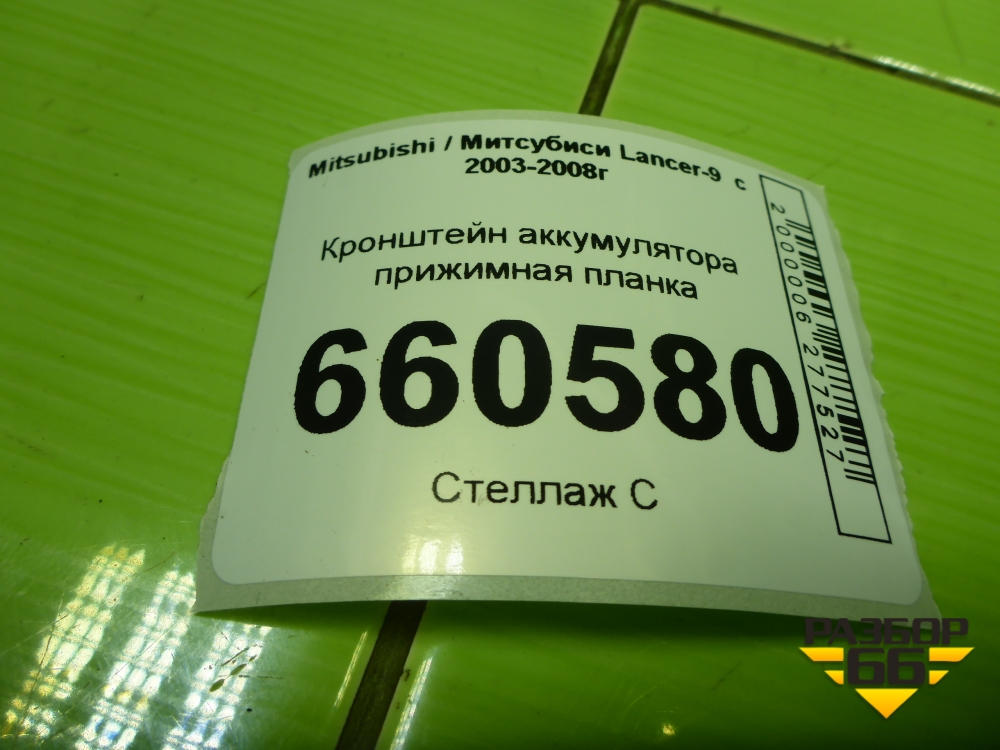 Mitsubishi / Митсубиси Lancer-9 с
2003-2008г
Кронштейн аккумулятора
прижимная планка
660580
Стеллаж С
2000006277527
РАЗБОР
66